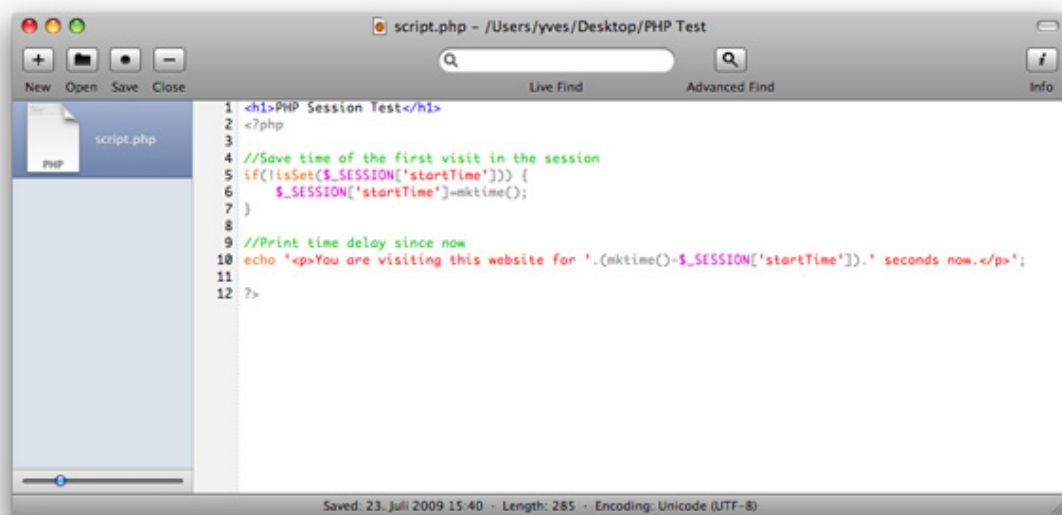 script.php – /Users/yves/Desktop/PHP Test
New Open Save Close
Live Find
Advanced Find
Info
script.php
PHP
1 <h1>PHP Session Test</h1>
2 <?php
3
4 //Save time of the first visit in the session
5 if(!isSet($_SESSION['startTime'])) {
6     $_SESSION['startTime']=mktime();
7 }
8
9 //Print time delay since now
10 echo '<p>You are visiting this website for '.(mktime()-$_SESSION['startTime']).' seconds now.</p>';
11
12 ?>
Saved: 23. Juli 2009 15:40 · Length: 285 · Encoding: Unicode (UTF-8)